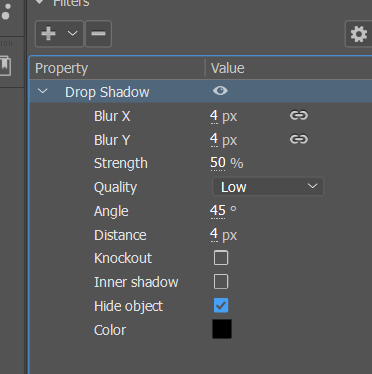 Filters
Property Value
Drop Shadow
Blur X 4 px
Blur Y 4 px
Strength 50 %
Quality Low
Angle 45 °
Distance 4 px
Knockout
Inner shadow
Hide object
Color